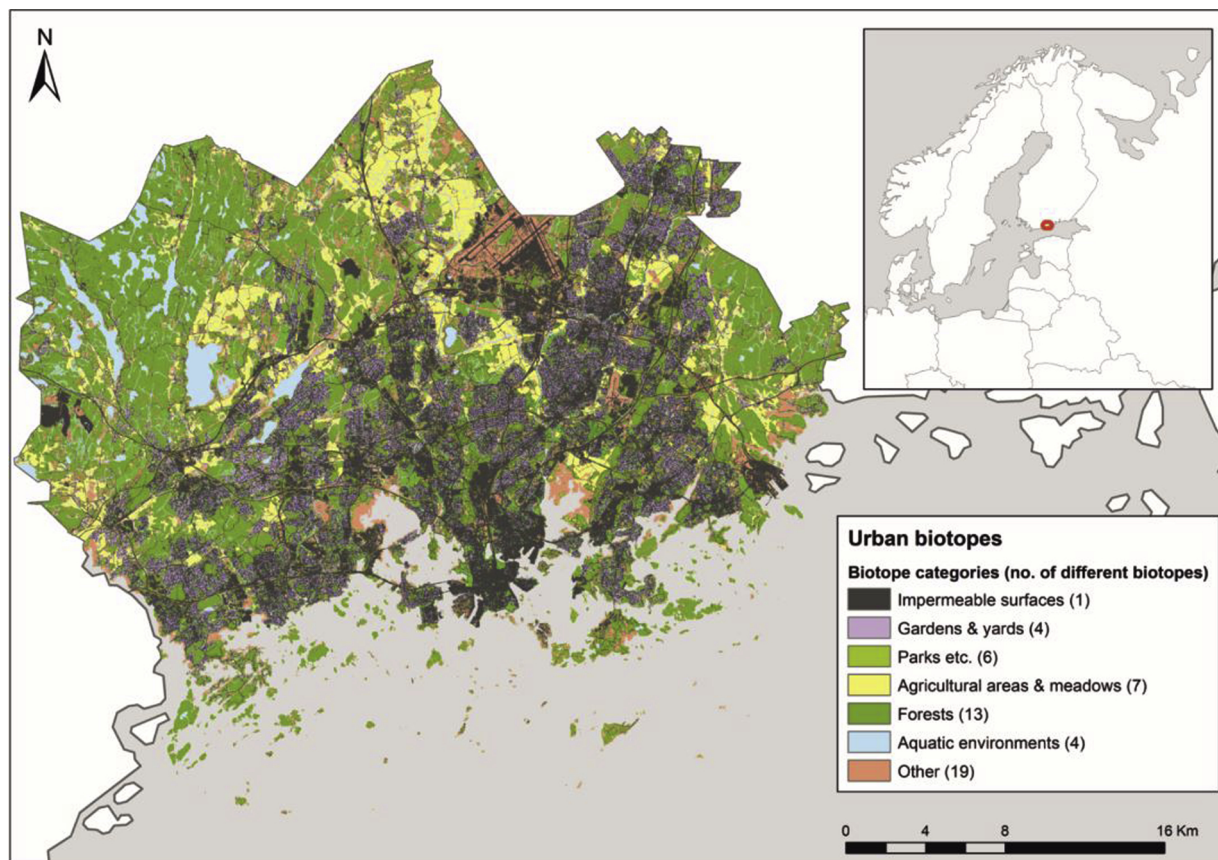 N
Urban biotopes
Biotope categories (no. of different biotopes)
Impermeable surfaces (1)
Gardens & yards (4)
Parks etc. (6)
Agricultural areas & meadows (7)
Forests (13)
Aquatic environments (4)
Other (19)
0 4 8 16 Km